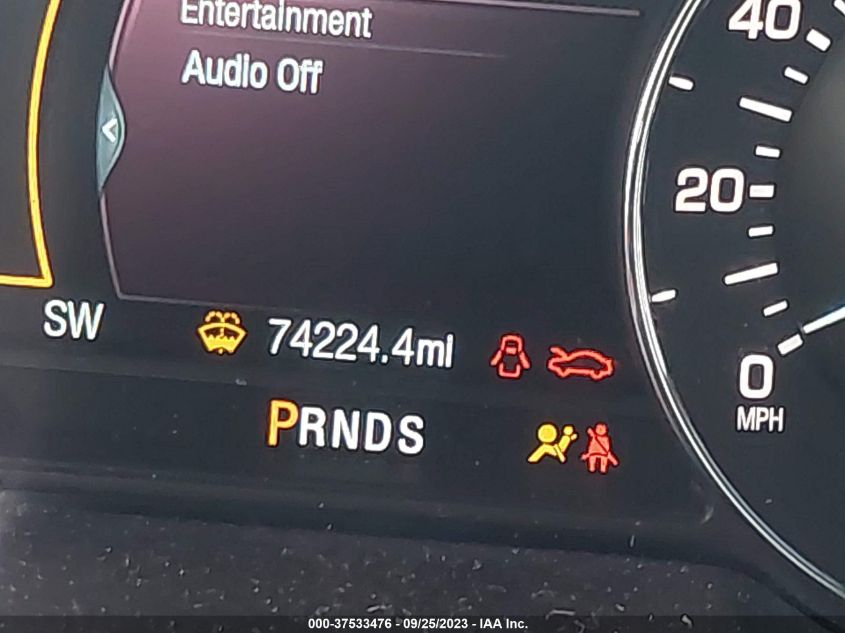 Entertainment
Audio Off
40
20
0
MPH
SW
74224.4mi
PRNDS
000-37533476 - 09/25/2023 - IAA Inc.